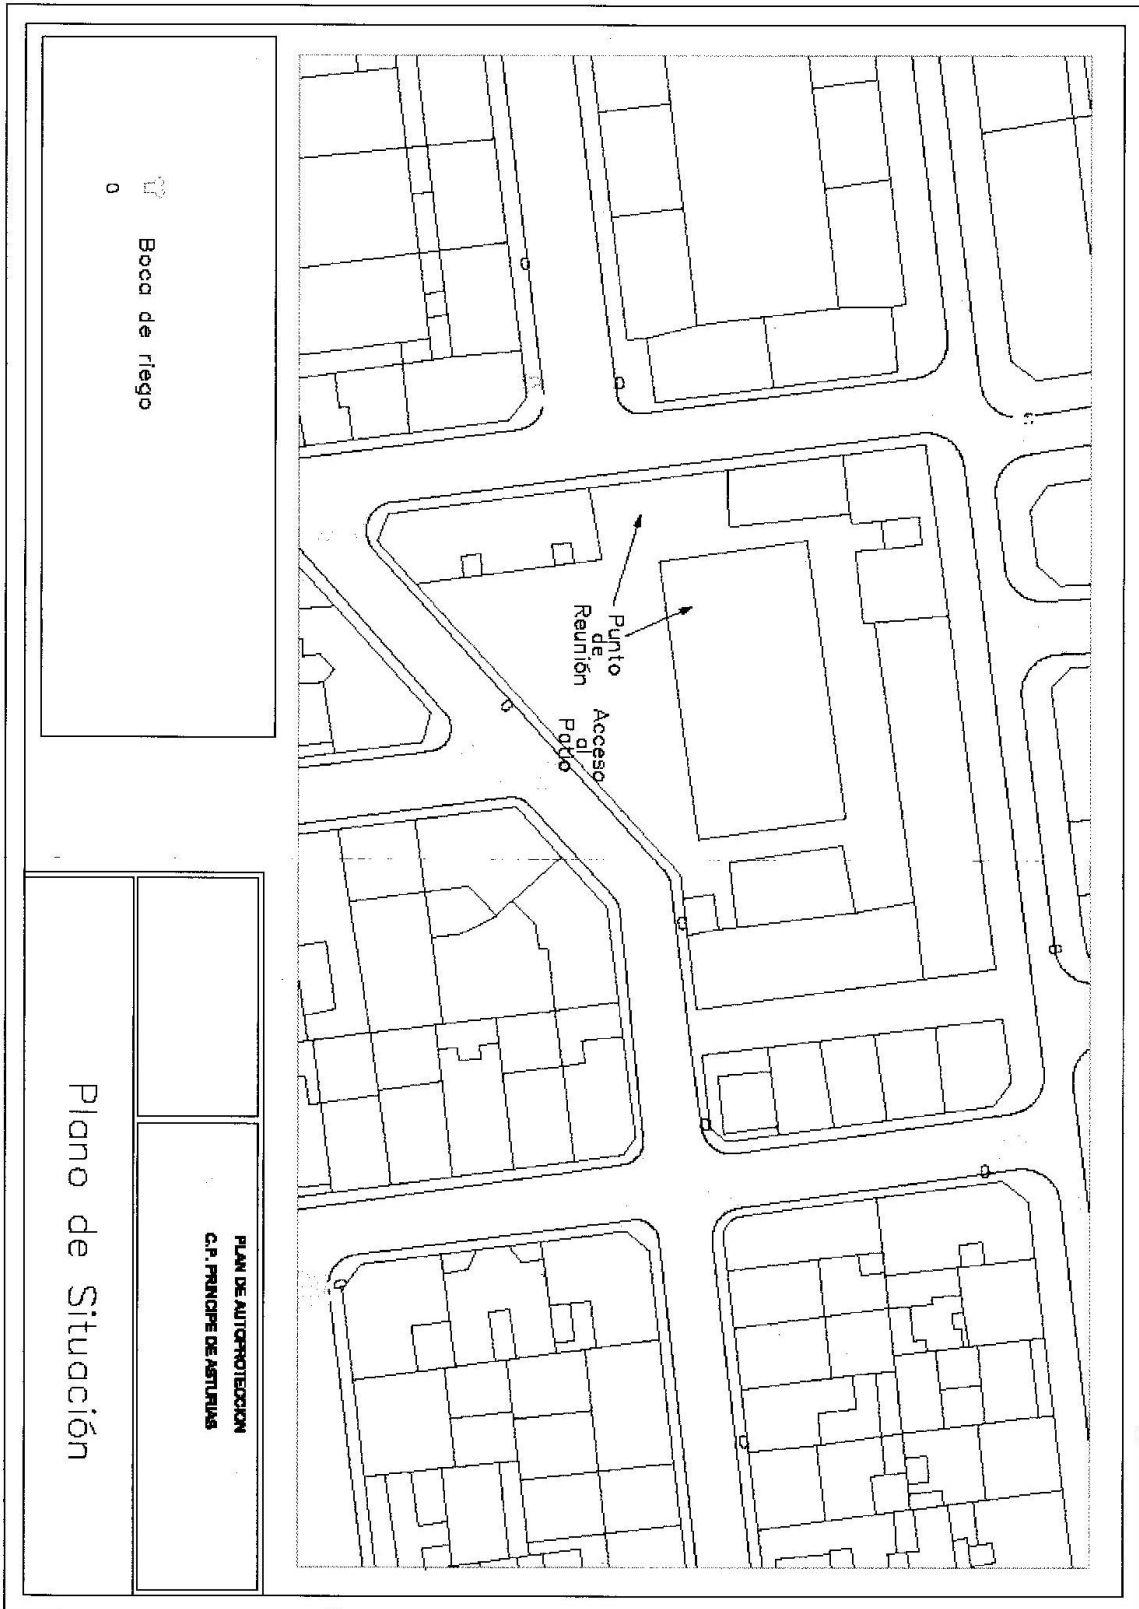 Punto
de
Reunión
Acceso
al
Patio
Boca de riego
PLAN DE AUTOPROTECCION
C.P. PRINCIPE DE ASTURIAS
Plano de Situación